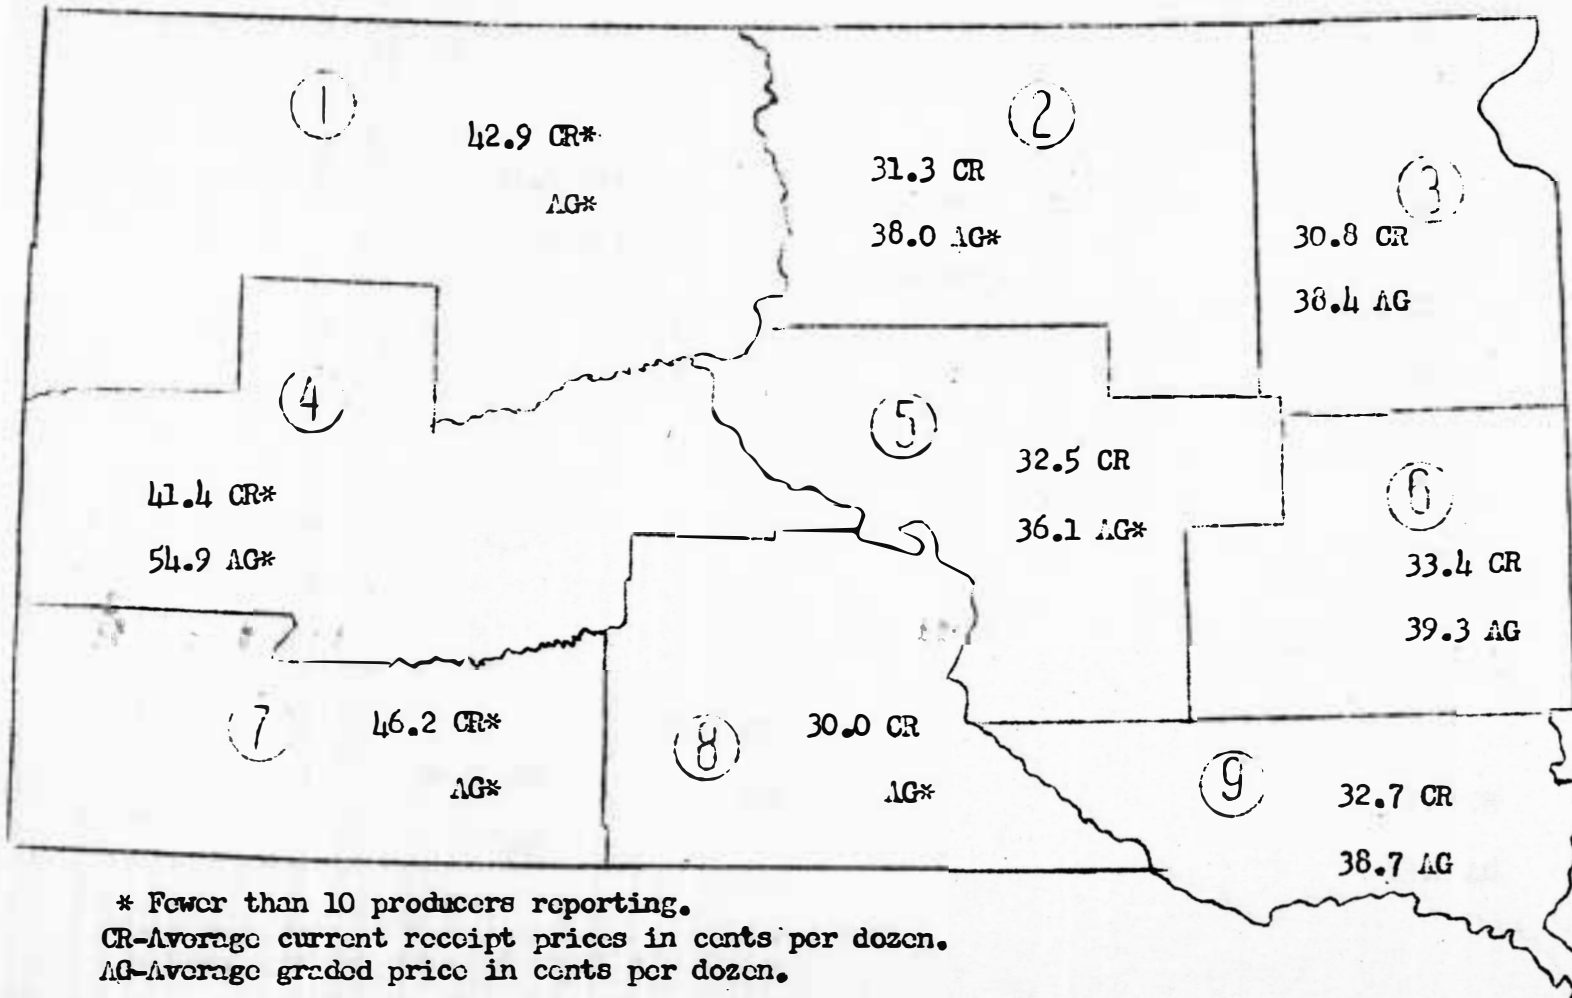 1
42.9 CR*
AG*
2
31.3 CR
38.0 AG*
3
30.8 CR
38.4 AG
4
41.4 CR*
54.9 AG*
5
32.5 CR
36.1 AG*
6
33.4 CR
39.3 AG
7
46.2 CR*
AG*
8
30.0 CR
AG*
9
32.7 CR
38.7 AG
* Fewer than 10 producers reporting.
CR-Average current receipt prices in cents per dozen.
AG-Average graded price in cents per dozen.